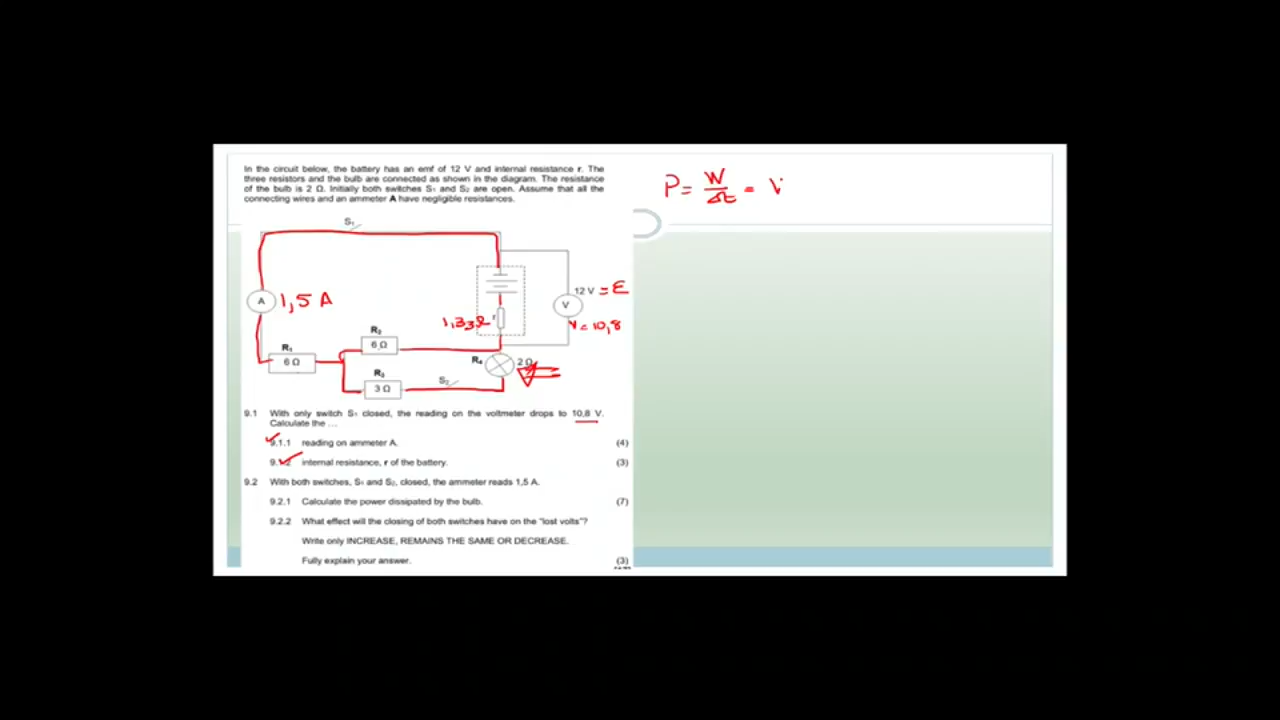 In the circuit below, the battery has an emf of 12 V and internal resistance r. The
three resistors and the bulb are connected as shown in the diagram. The resistance
of the bulb is 2 Ω. Initially both switches S₁ and S₂ are open. Assume that all the
connecting wires and an ammeter A have negligible resistances.
P = W/Δt = V
S₁
12 V = ε
A 1,5 A
V
1,33Ω r
V = 10,8
R₂
6 Ω
R₁
6 Ω
R₄ 2 Ω
R₃
3 Ω
S₂
9.1 With only switch S₁ closed, the reading on the voltmeter drops to 10,8 V.
Calculate the ...
9.1.1 reading on ammeter A. (4)
9.1.2 internal resistance, r of the battery. (3)
9.2 With both switches, S₁ and S₂, closed, the ammeter reads 1,5 A.
9.2.1 Calculate the power dissipated by the bulb. (7)
9.2.2 What effect will the closing of both switches have on the "lost volts"?
Write only INCREASE, REMAINS THE SAME OR DECREASE.
Fully explain your answer. (3)